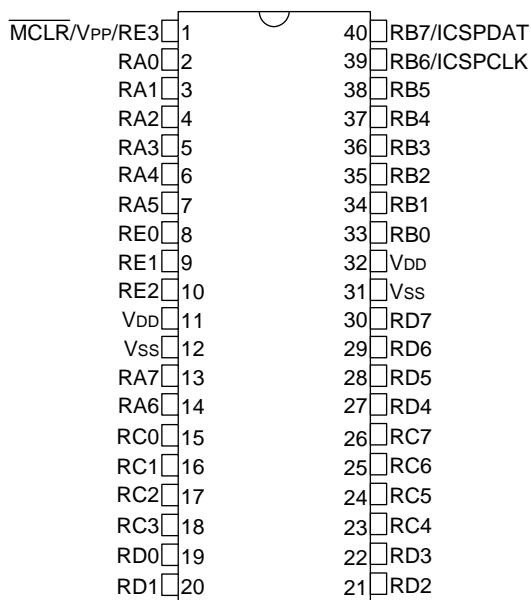 MCLR/VPP/RE3 1 40 RB7/ICSPDAT
RA0 2 39 RB6/ICSPCLK
RA1 3 38 RB5
RA2 4 37 RB4
RA3 5 36 RB3
RA4 6 35 RB2
RA5 7 34 RB1
RE0 8 33 RB0
RE1 9 32 VDD
RE2 10 31 VSS
VDD 11 30 RD7
VSS 12 29 RD6
RA7 13 28 RD5
RA6 14 27 RD4
RC0 15 26 RC7
RC1 16 25 RC6
RC2 17 24 RC5
RC3 18 23 RC4
RD0 19 22 RD3
RD1 20 21 RD2